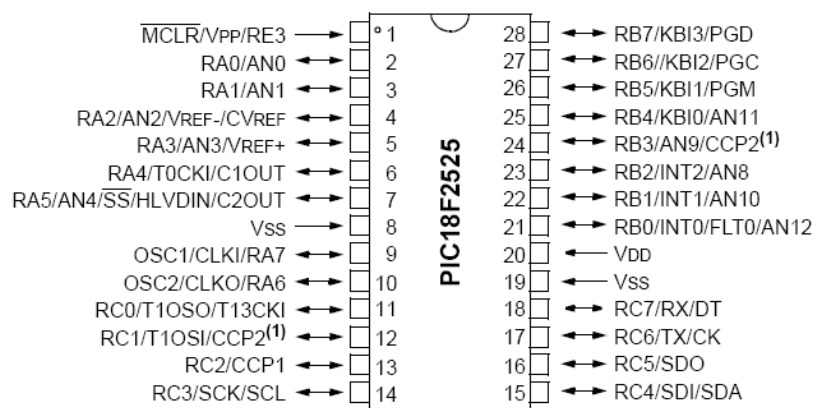 MCLR/VPP/RE3 1 28 RB7/KBI3/PGD
RA0/AN0 2 27 RB6//KBI2/PGC
RA1/AN1 3 26 RB5/KBI1/PGM
RA2/AN2/VREF-/CVREF 4 25 RB4/KBI0/AN11
RA3/AN3/VREF+ 5 24 RB3/AN9/CCP2(1)
RA4/T0CKI/C1OUT 6 23 RB2/INT2/AN8
RA5/AN4/SS/HLVDIN/C2OUT 7 22 RB1/INT1/AN10
VSS 8 21 RB0/INT0/FLT0/AN12
OSC1/CLKI/RA7 9 20 VDD
OSC2/CLKO/RA6 10 19 VSS
RC0/T1OSO/T13CKI 11 18 RC7/RX/DT
RC1/T1OSI/CCP2(1) 12 17 RC6/TX/CK
RC2/CCP1 13 16 RC5/SDO
RC3/SCK/SCL 14 15 RC4/SDI/SDA
PIC18F2525